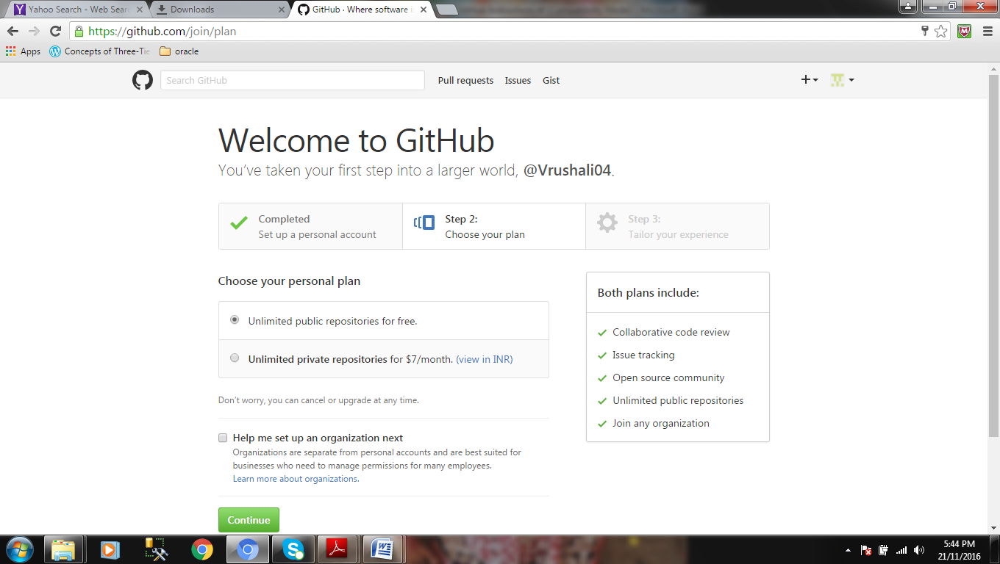 Yahoo Search - Web Sear
Downloads
GitHub · Where software i
https://github.com/join/plan
Apps
Concepts of Three-Tie
oracle
Search GitHub
Pull requests
Issues
Gist
Welcome to GitHub
You've taken your first step into a larger world, @Vrushali04.
Completed
Set up a personal account
Step 2:
Choose your plan
Step 3:
Tailor your experience
Choose your personal plan
Unlimited public repositories for free.
Unlimited private repositories for $7/month. (view in INR)
Don't worry, you can cancel or upgrade at any time.
Help me set up an organization next
Organizations are separate from personal accounts and are best suited for
businesses who need to manage permissions for many employees.
Learn more about organizations.
Continue
Both plans include:
Collaborative code review
Issue tracking
Open source community
Unlimited public repositories
Join any organization
5:44 PM
21/11/2016